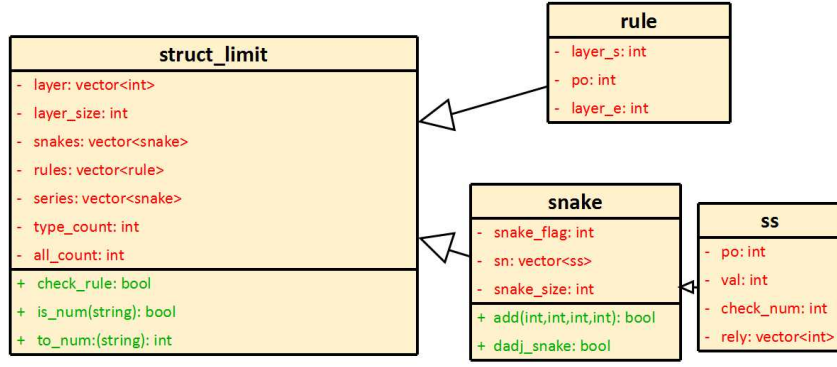 struct_limit
- layer: vector<int>
- layer_size: int
- snakes: vector<snake>
- rules: vector<rule>
- series: vector<snake>
- type_count: int
- all_count: int
+ check_rule: bool
+ is_num(string): bool
+ to_num:(string): int
rule
- layer_s: int
- po: int
- layer_e: int
snake
- snake_flag: int
- sn: vector<ss>
- snake_size: int
+ add(int,int,int,int): bool
+ dadj_snake: bool
ss
- po: int
- val: int
- check_num: int
- rely: vector<int>